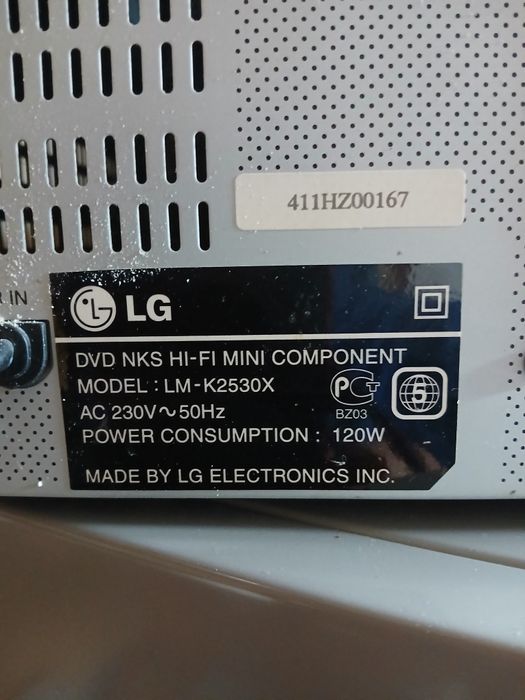 411HZ00167
R IN
LG
DVD NKS HI-FI MINI COMPONENT
MODEL : LM-K2530X
AC 230V~50Hz
BZ03
5
POWER CONSUMPTION : 120W
MADE BY LG ELECTRONICS INC.